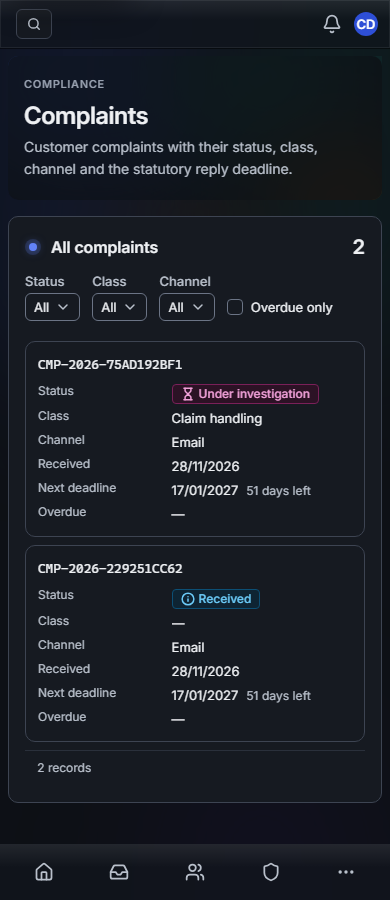 CD
COMPLIANCE
Complaints
Customer complaints with their status, class,
channel and the statutory reply deadline.
All complaints 2
Status Class Channel
All All All Overdue only
CMP-2026-75AD192BF1
Status Under investigation
Class Claim handling
Channel Email
Received 28/11/2026
Next deadline 17/01/2027 51 days left
Overdue —
CMP-2026-229251CC62
Status Received
Class —
Channel Email
Received 28/11/2026
Next deadline 17/01/2027 51 days left
Overdue —
2 records